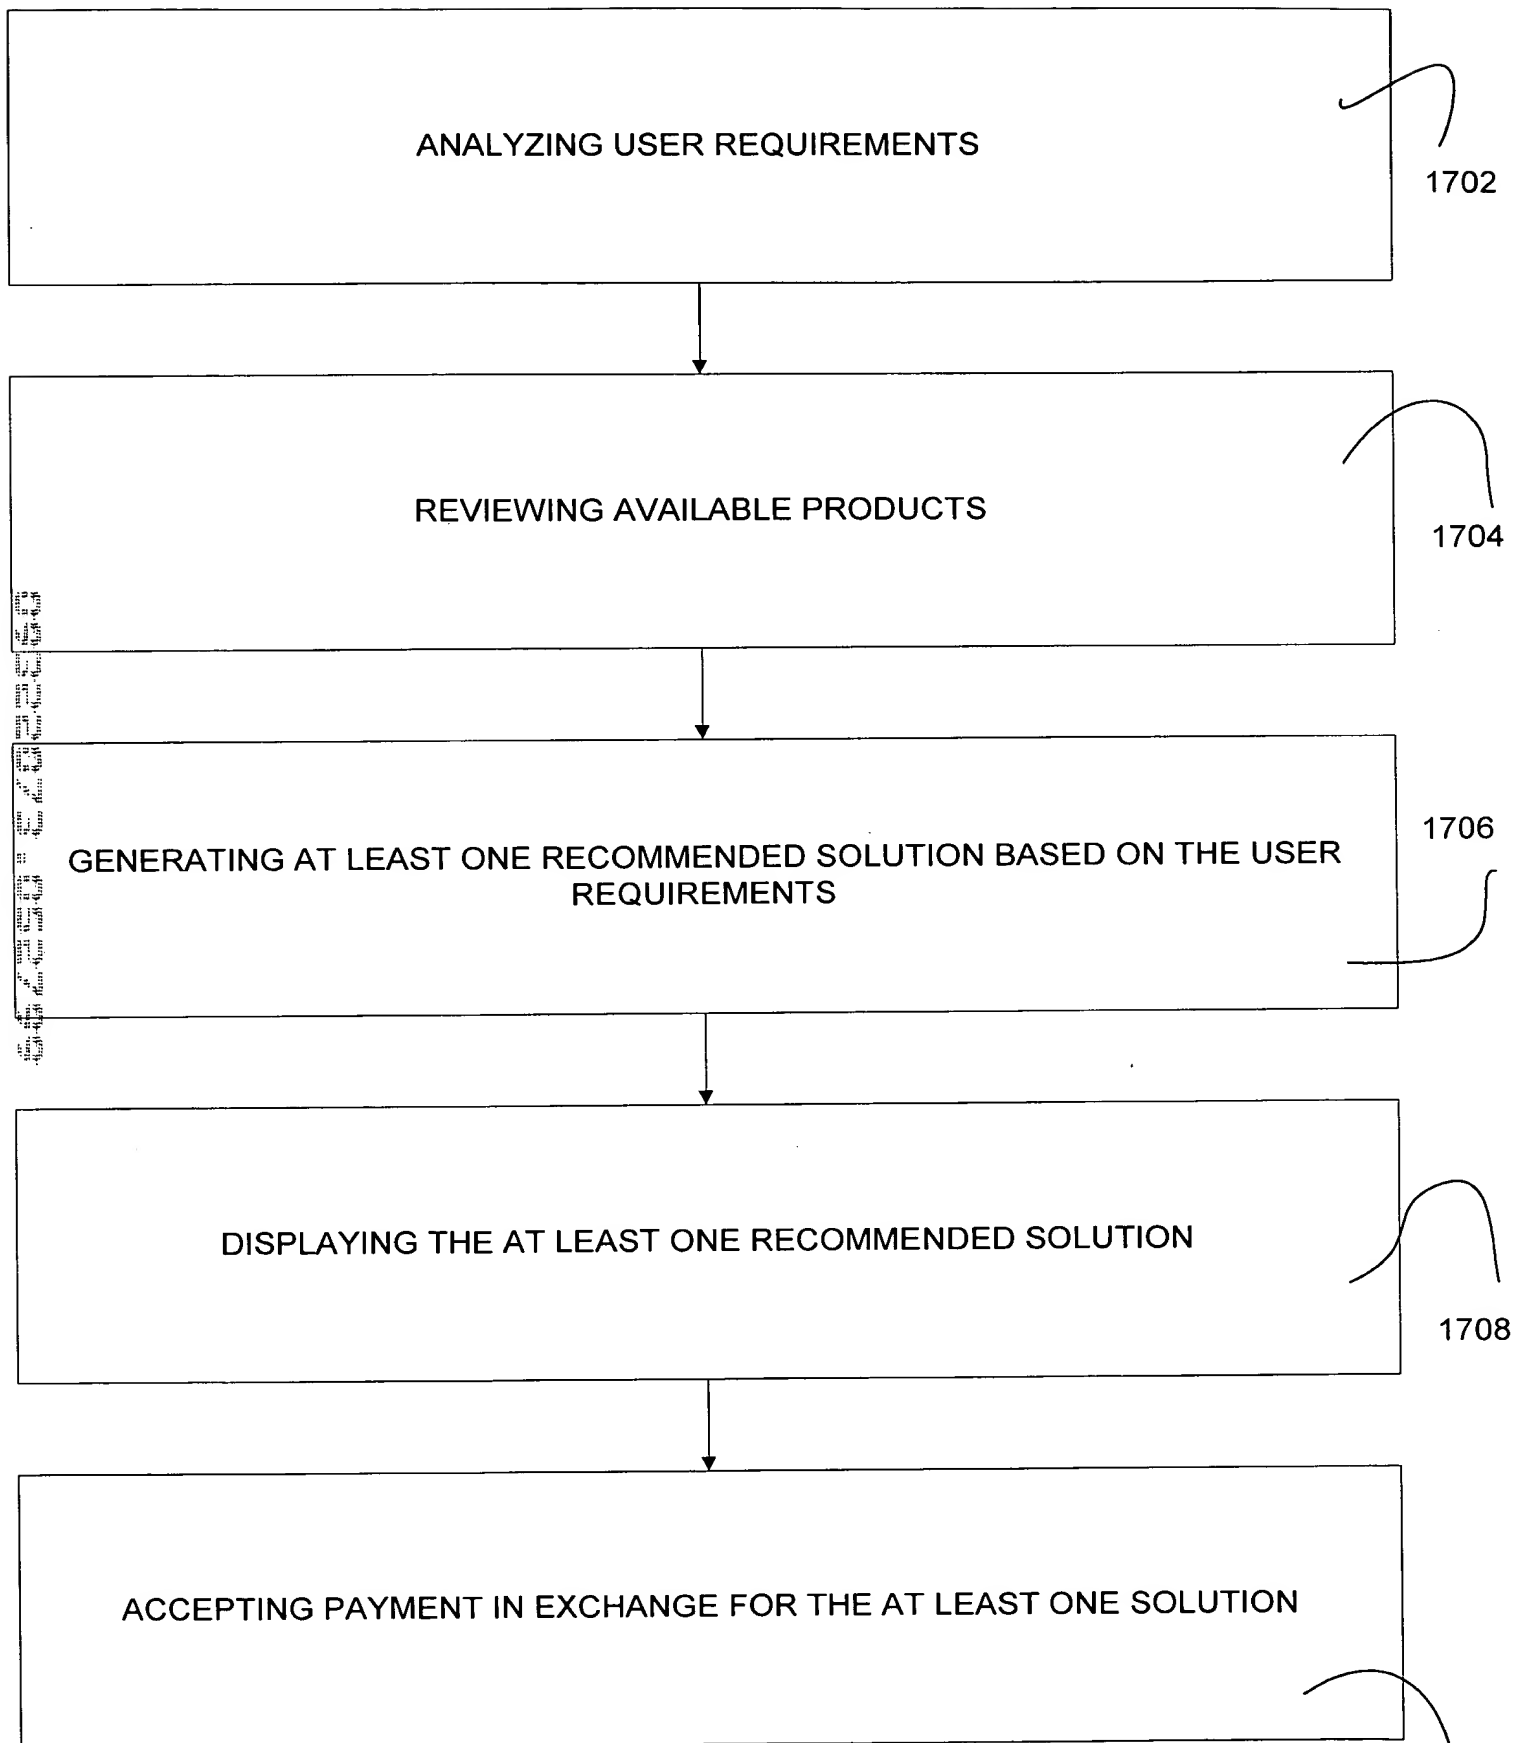 ANALYZING USER REQUIREMENTS
1702
REVIEWING AVAILABLE PRODUCTS
1704
1706
GENERATING AT LEAST ONE RECOMMENDED SOLUTION BASED ON THE USER
REQUIREMENTS
DISPLAYING THE AT LEAST ONE RECOMMENDED SOLUTION
1708
ACCEPTING PAYMENT IN EXCHANGE FOR THE AT LEAST ONE SOLUTION